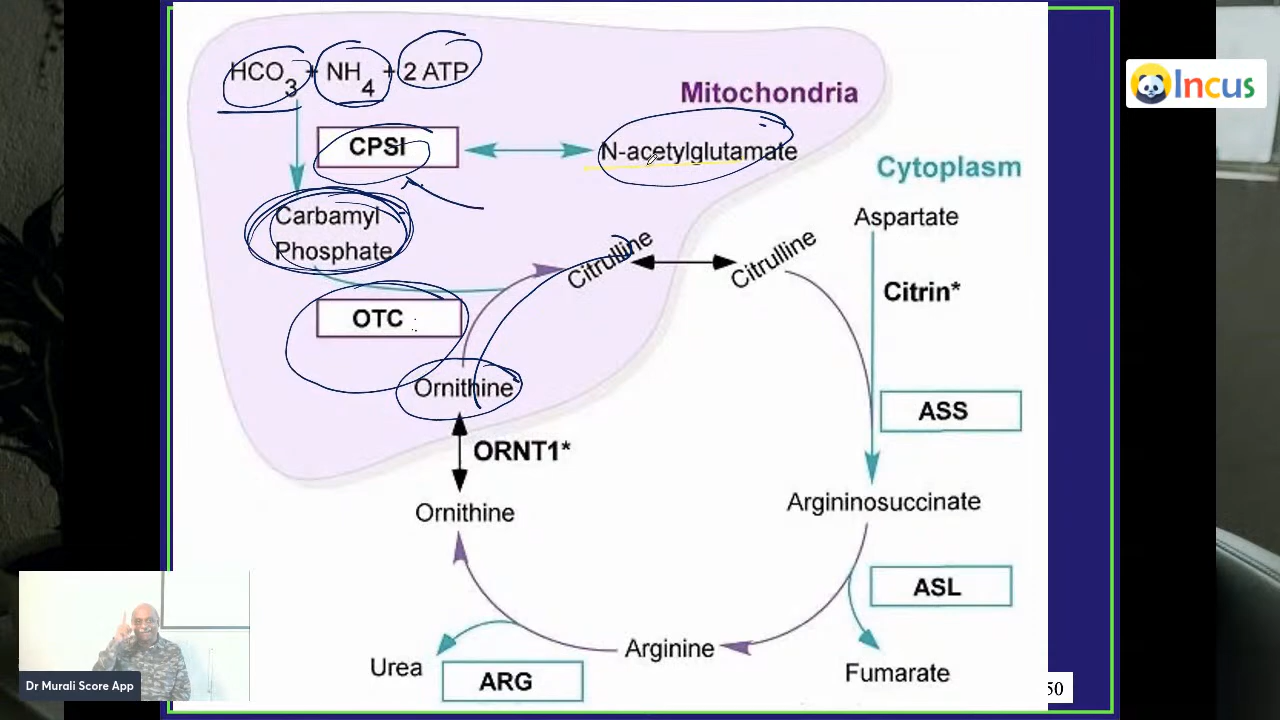 Incus
HCO3 + NH4 + 2 ATP
Mitochondria
CPSI
N-acetylglutamate
Cytoplasm
Carbamyl
Phosphate
Aspartate
Citrulline
Citrulline
Citrin*
OTC
Ornithine
ASS
ORNT1*
Ornithine
Argininosuccinate
ASL
Arginine
Urea
ARG
Fumarate
Dr Murali Score App
50